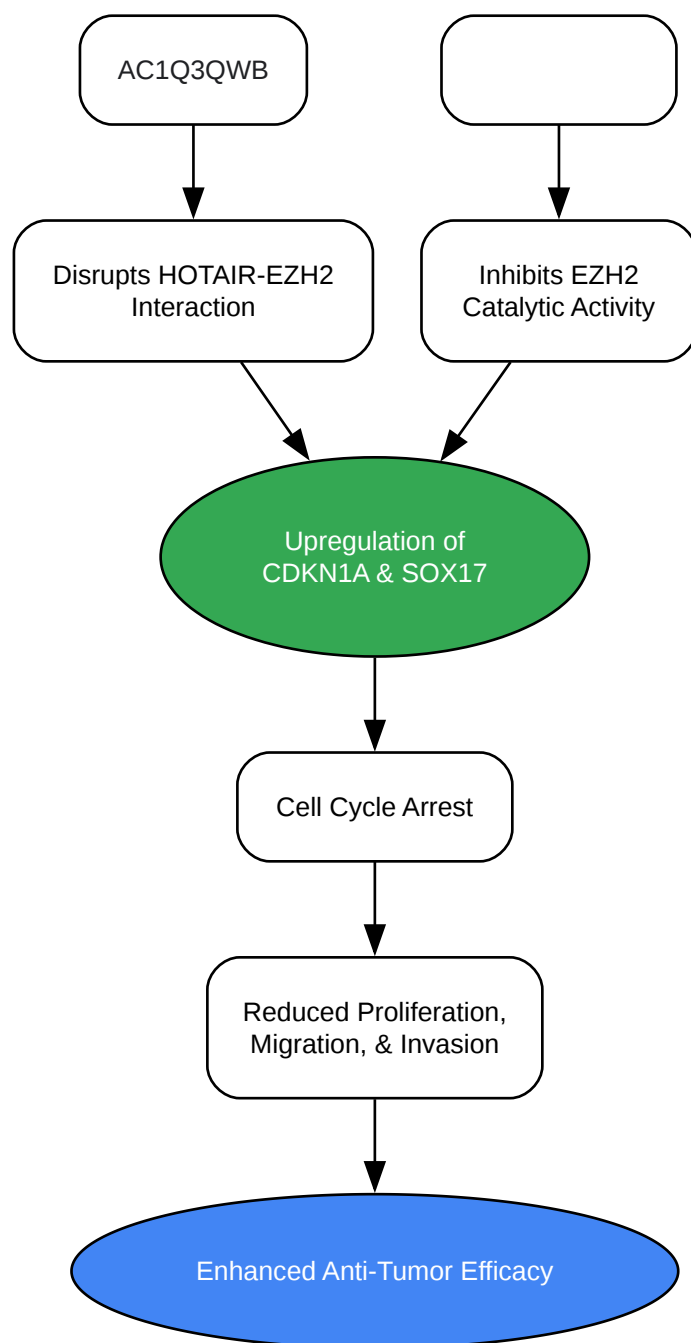 AC1Q3QWB
Disrupts HOTAIR-EZH2
Interaction
Inhibits EZH2
Catalytic Activity
Upregulation of
CDKN1A & SOX17
Cell Cycle Arrest
Reduced Proliferation,
Migration, & Invasion
Enhanced Anti-Tumor Efficacy